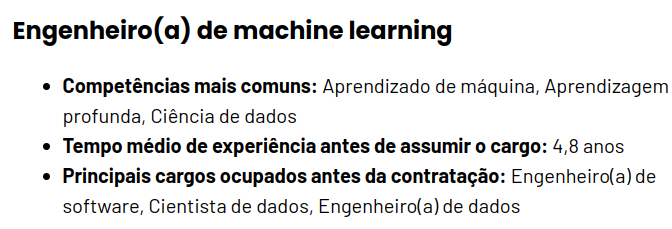 Engenheiro(a) de machine learning
• Competências mais comuns: Aprendizado de máquina, Aprendizagem
profunda, Ciência de dados
• Tempo médio de experiência antes de assumir o cargo: 4,8 anos
• Principais cargos ocupados antes da contratação: Engenheiro(a) de
software, Cientista de dados, Engenheiro(a) de dados